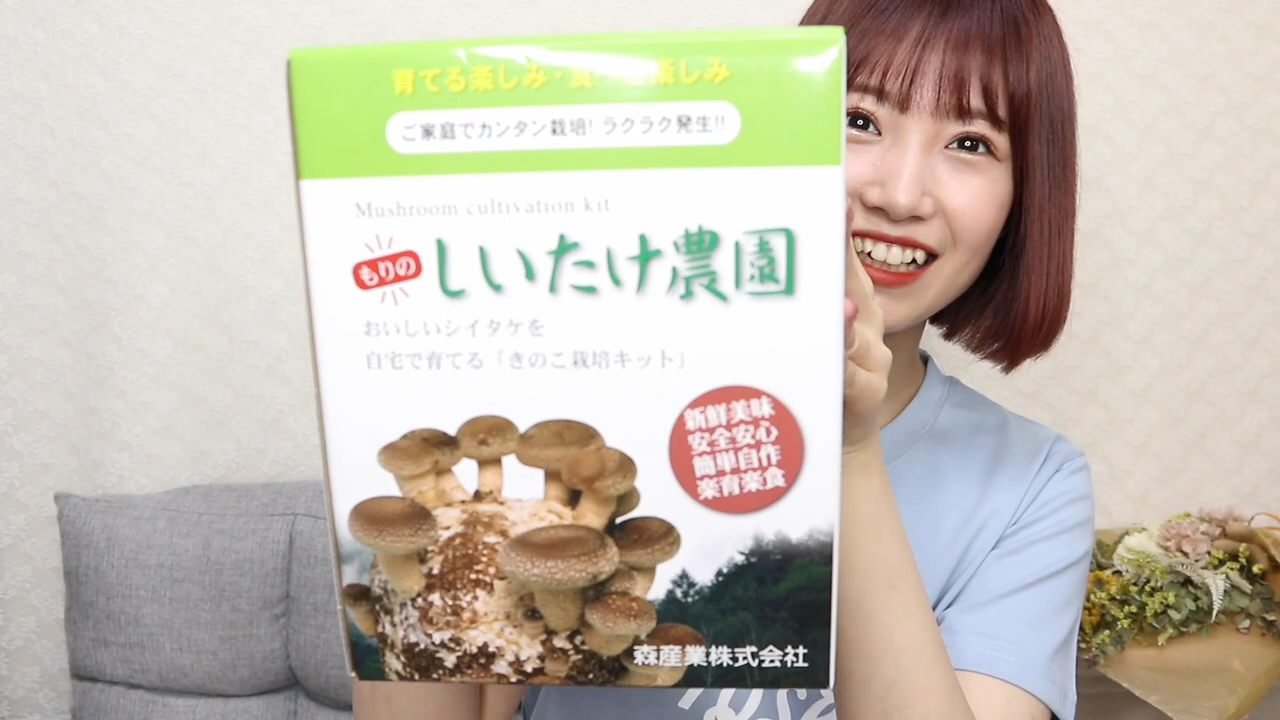 育てる楽しみ・食 楽しみ
ご家庭でカンタン栽培! ラクラク発生!!
Mushroom cultivation kit
もりの
しいたけ農園
おいしいシイタケを
自宅で育てる「きのこ栽培キット」
新鮮美味
安全安心
簡単自作
楽育楽食
森産業株式会社